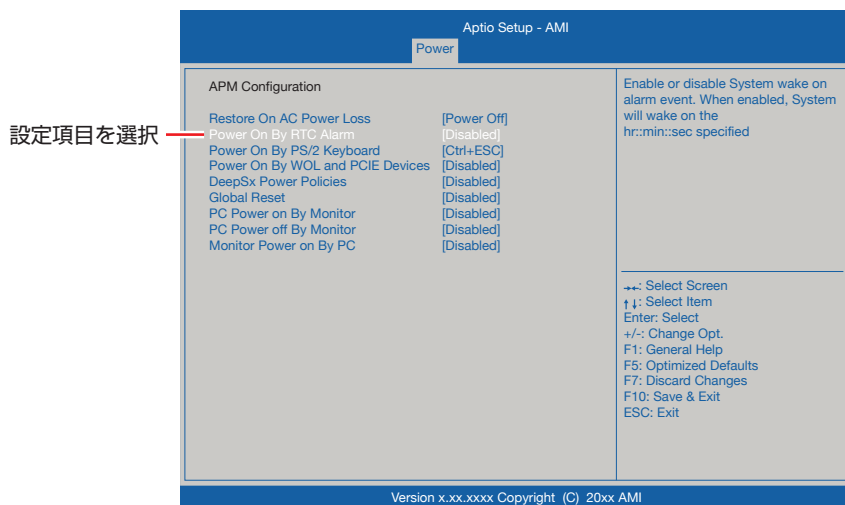 Aptio Setup - AMI
Power
APM Configuration
Restore On AC Power Loss [Power Off]
Power On By RTC Alarm [Disabled]
Power On By PS/2 Keyboard [Ctrl+ESC]
Power On By WOL and PCIE Devices [Disabled]
DeepSx Power Policies [Disabled]
Global Reset [Disabled]
PC Power on By Monitor [Disabled]
PC Power off By Monitor [Disabled]
Monitor Power on By PC [Disabled]
設定項目を選択
Enable or disable System wake on
alarm event. When enabled, System
will wake on the
hr::min::sec specified
→←: Select Screen
↑↓: Select Item
Enter: Select
+/-: Change Opt.
F1: General Help
F5: Optimized Defaults
F7: Discard Changes
F10: Save & Exit
ESC: Exit
Version x.xx.xxxx Copyright (C) 20xx AMI